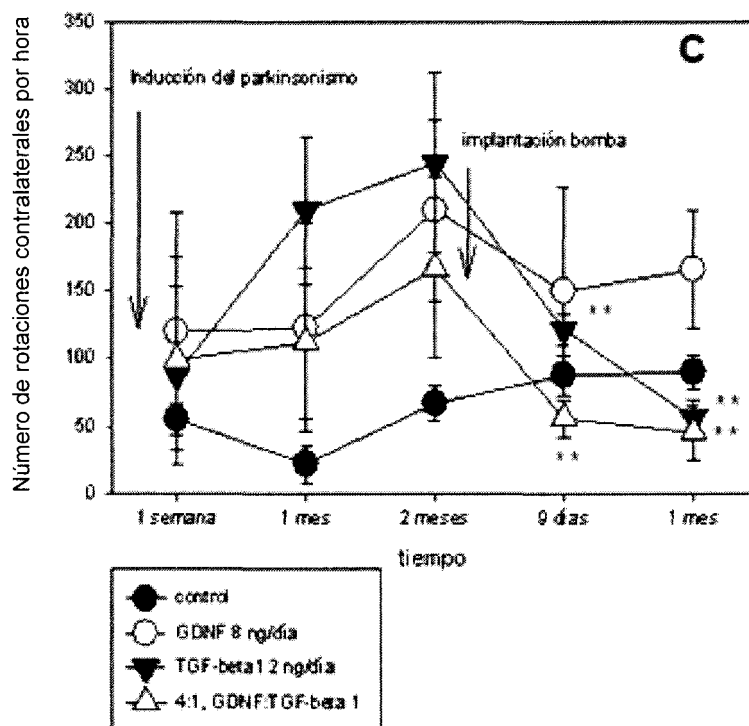 C
Número de rotaciones contralaterales por hora
350
300
250
200
150
100
50
0
Inducción del parkinsonismo
implantación bomba
**
**
**
**
1 semana
1 mes
2 meses
9 días
1 mes
tiempo
control
GDNF 8 ng/día
TGF-beta1 2 ng/día
4:1, GDNF:TGF-beta 1